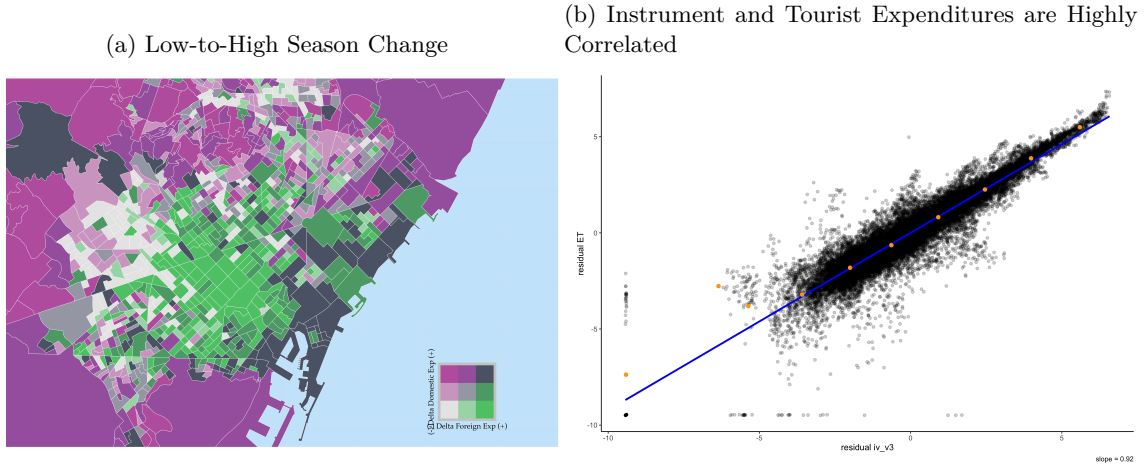 (a) Low-to-High Season Change
(b) Instrument and Tourist Expenditures are Highly
Correlated
(-) Delta Domestic Exp (+)
(-) Delta Foreign Exp (+)
residual ET
5
0
-5
-10
-10
-5
0
5
residual iv_v3
slope = 0.92